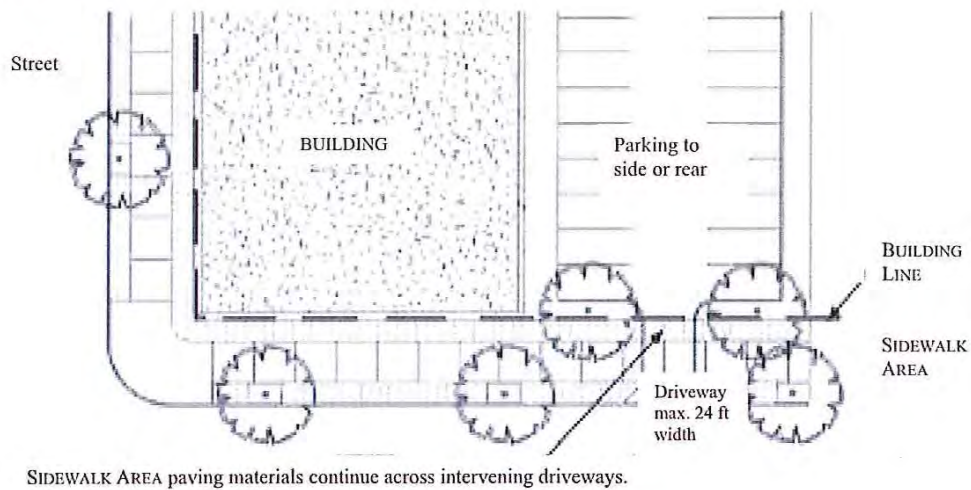 Street
BUILDING
Parking to
side or rear
BUILDING
LINE
SIDEWALK
AREA
Driveway
max. 24 ft
width
SIDEWALK AREA paving materials continue across intervening driveways.